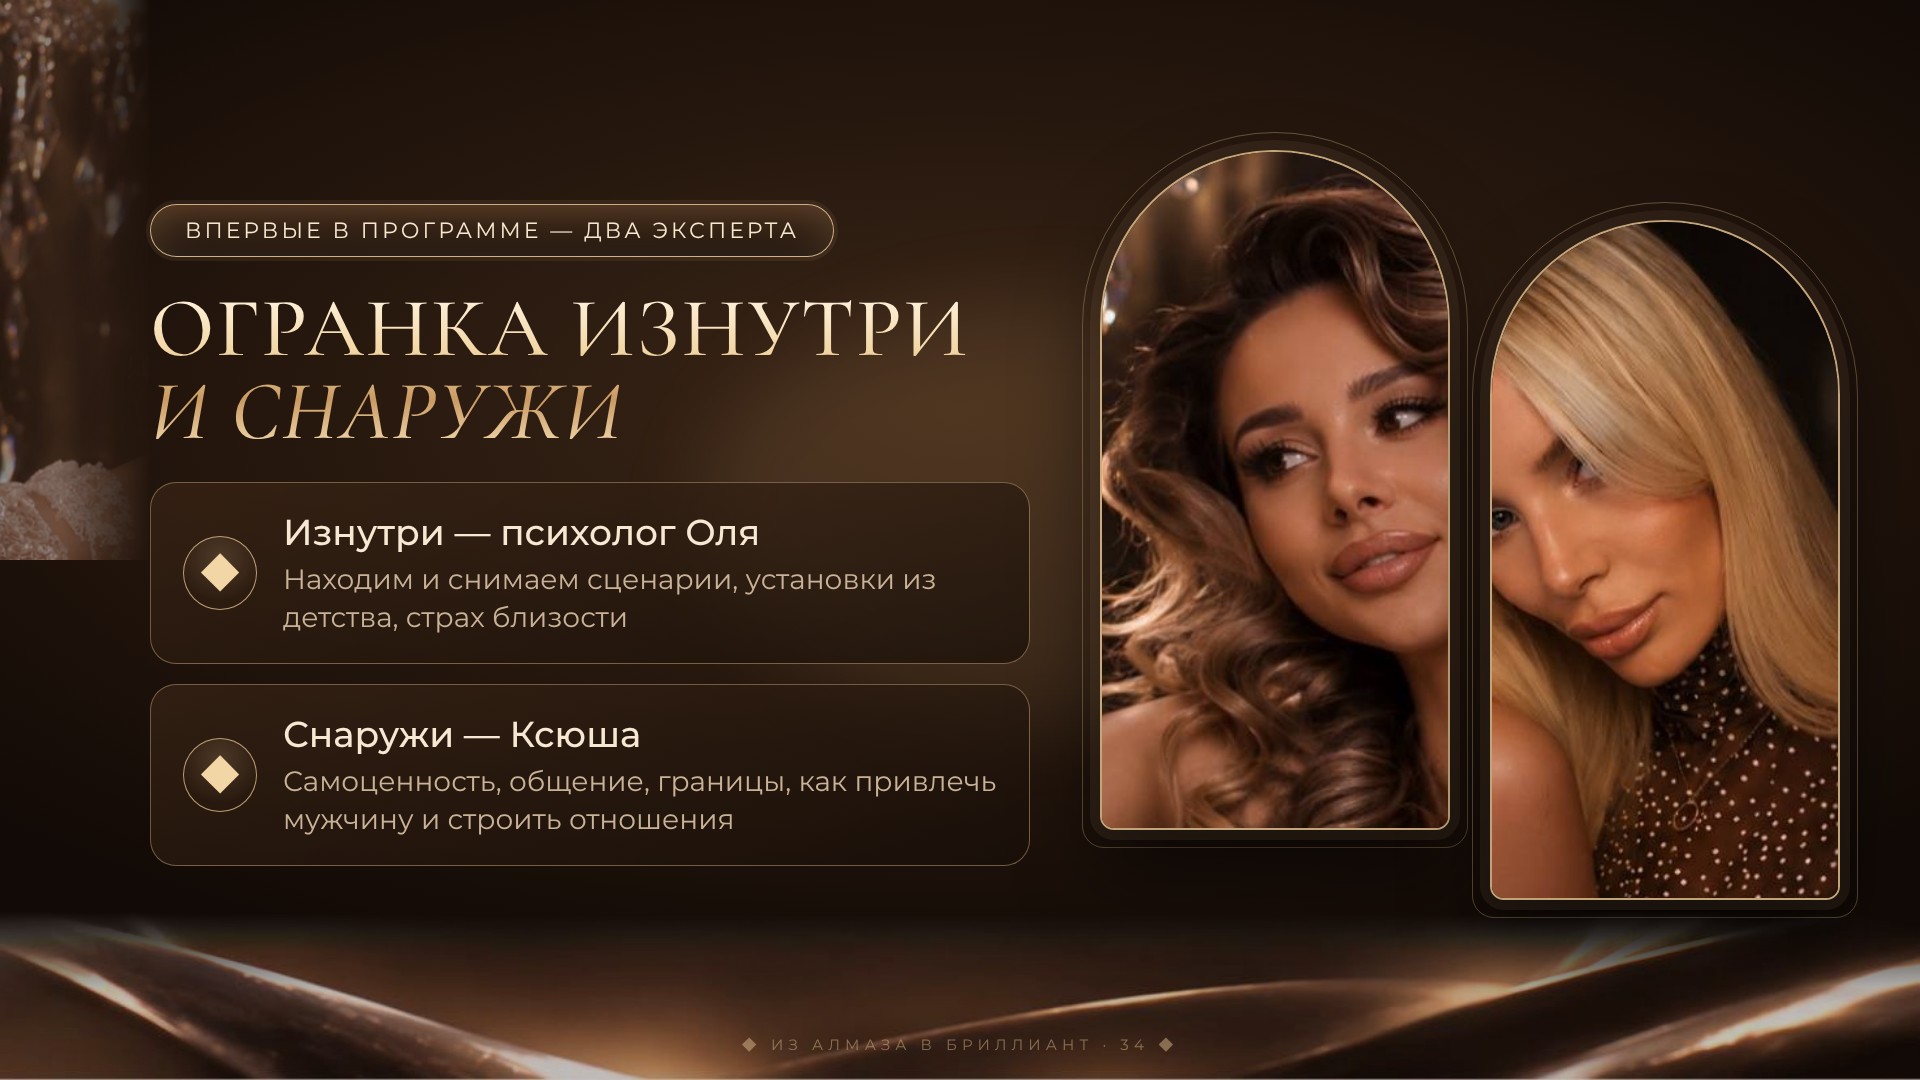 ВПЕРВЫЕ В ПРОГРАММЕ — ДВА ЭКСПЕРТА
ОГРАНКА ИЗНУТРИ
И СНАРУЖИ
Изнутри — психолог Оля
Находим и снимаем сценарии, установки из
детства, страх близости
Снаружи — Ксюша
Самоценность, общение, границы, как привлечь
мужчину и строить отношения
ИЗ АЛМАЗА В БРИЛЛИАНТ · 34